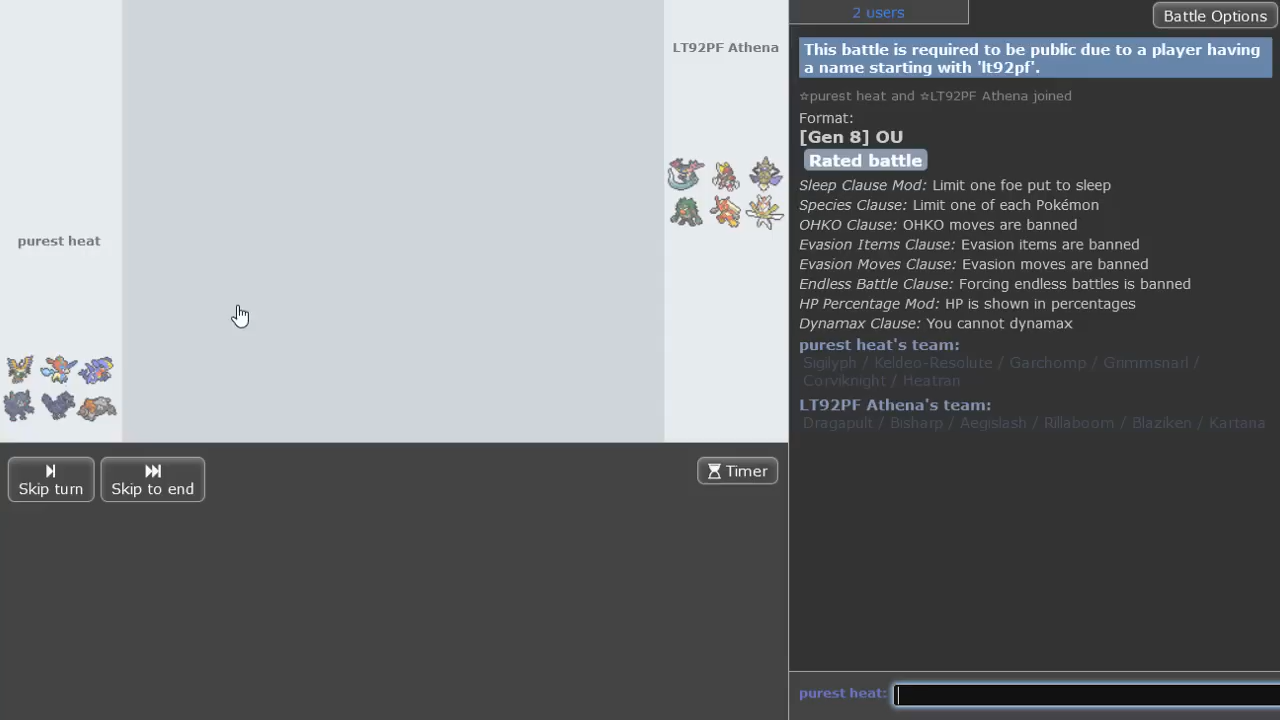 2 users
Battle Options
LT92PF Athena
This battle is required to be public due to a player having
a name starting with 'lt92pf'.
☆purest heat and ☆LT92PF Athena joined
Format:
[Gen 8] OU
Rated battle
Sleep Clause Mod: Limit one foe put to sleep
Species Clause: Limit one of each Pokémon
OHKO Clause: OHKO moves are banned
Evasion Items Clause: Evasion items are banned
Evasion Moves Clause: Evasion moves are banned
Endless Battle Clause: Forcing endless battles is banned
HP Percentage Mod: HP is shown in percentages
Dynamax Clause: You cannot dynamax
purest heat's team:
Sigilyph / Keldeo-Resolute / Garchomp / Grimmsnarl /
Corviknight / Heatran
LT92PF Athena's team:
Dragapult / Bisharp / Aegislash / Rillaboom / Blaziken / Kartana
purest heat
Skip turn
Skip to end
Timer
purest heat: